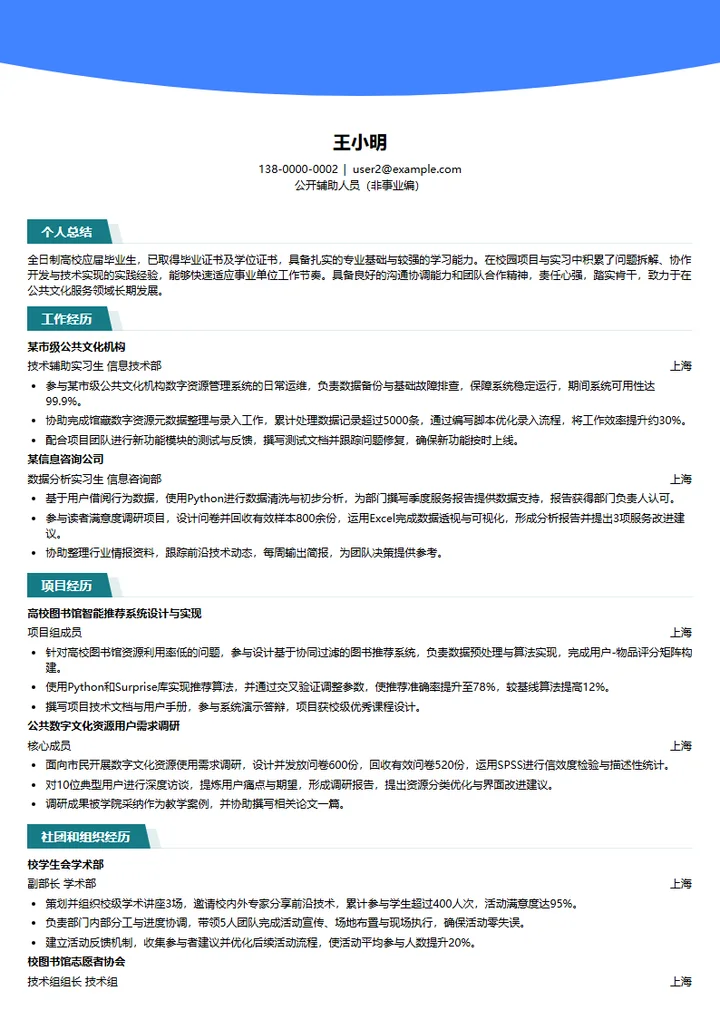 王小明
138-0000-0002 | user2@example.com
公开辅助人员（非事业编）
个人总结
全日制高校应届毕业生，已取得毕业证书及学位证书，具备扎实的专业基础与较强的学习能力。在校园项目与实习中积累了问题拆解、协作
开发与技术实现的实践经验，能够快速适应事业单位工作节奏。具备良好的沟通协调能力和团队合作精神，责任心强，踏实肯干，致力于在
公共文化服务领域长期发展。
工作经历
某市级公共文化机构
技术辅助实习生 信息技术部 上海
• 参与某市级公共文化机构数字资源管理系统的日常运维，负责数据备份与基础故障排查，保障系统稳定运行，期间系统可用性达
99.9%。
• 协助完成馆藏数字资源元数据整理与录入工作，累计处理数据记录超过5000条，通过编写脚本优化录入流程，将工作效率提升约30%。
• 配合项目团队进行新功能模块的测试与反馈，撰写测试文档并跟踪问题修复，确保新功能按时上线。
某信息咨询公司
数据分析实习生 信息咨询部 上海
• 基于用户借阅行为数据，使用Python进行数据清洗与初步分析，为部门撰写季度服务报告提供数据支持，报告获得部门负责人认可。
• 参与读者满意度调研项目，设计问卷并回收有效样本800余份，运用Excel完成数据透视与可视化，形成分析报告并提出3项服务改进建
议。
• 协助整理行业情报资料，跟踪前沿技术动态，每周输出简报，为团队决策提供参考。
项目经历
高校图书馆智能推荐系统设计与实现
项目组成员 上海
• 针对高校图书馆资源利用率低的问题，参与设计基于协同过滤的图书推荐系统，负责数据预处理与算法实现，完成用户-物品评分矩阵构
建。
• 使用Python和Surprise库实现推荐算法，并通过交叉验证调整参数，使推荐准确率提升至78%，较基线算法提高12%。
• 撰写项目技术文档与用户手册，参与系统演示答辩，项目获校级优秀课程设计。
公共数字文化资源用户需求调研
核心成员 上海
• 面向市民开展数字文化资源使用需求调研，设计并发放问卷600份，回收有效问卷520份，运用SPSS进行信效度检验与描述性统计。
• 对10位典型用户进行深度访谈，提炼用户痛点与期望，形成调研报告，提出资源分类优化与界面改进建议。
• 调研成果被学院采纳作为教学案例，并协助撰写相关论文一篇。
社团和组织经历
校学生会学术部
副部长 学术部 上海
• 策划并组织校级学术讲座3场，邀请校内外专家分享前沿技术，累计参与学生超过400人次，活动满意度达95%。
• 负责部门内部分工与进度协调，带领5人团队完成活动宣传、场地布置与现场执行，确保活动零失误。
• 建立活动反馈机制，收集参与者建议并优化后续活动流程，使活动平均参与人数提升20%。
校图书馆志愿者协会
技术组组长 技术组 上海